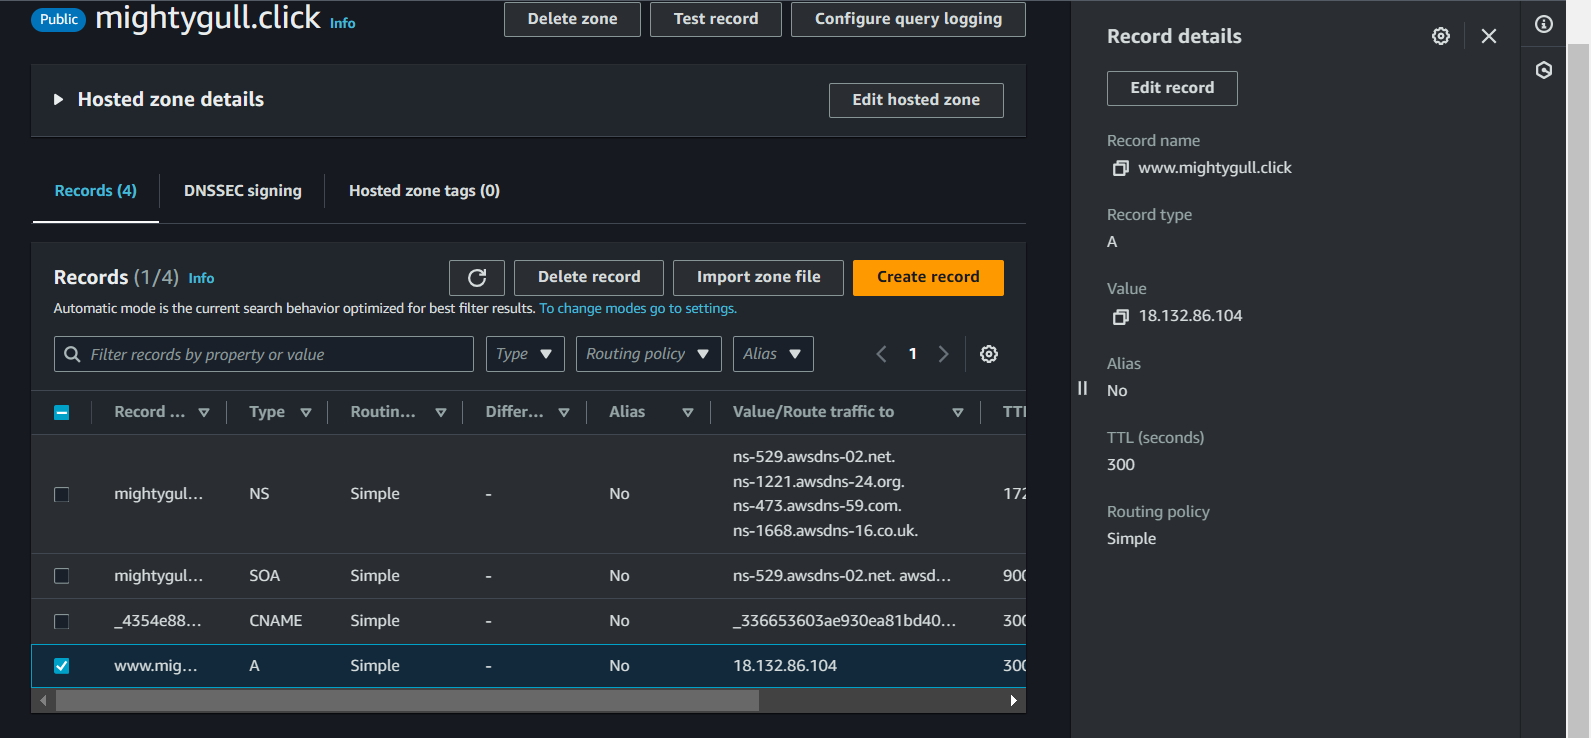 Public mightygull.click Info
Delete zone
Test record
Configure query logging
Hosted zone details
Edit hosted zone
Records (4)
DNSSEC signing
Hosted zone tags (0)
Records (1/4) Info
Delete record
Import zone file
Create record
Automatic mode is the current search behavior optimized for best filter results. To change modes go to settings.
Filter records by property or value
Type
Routing policy
Alias
1
Record ... Type Routin... Differ... Alias Value/Route traffic to TTL
mightygul... NS Simple - No
ns-529.awsdns-02.net.
ns-1221.awsdns-24.org.
ns-473.awsdns-59.com.
ns-1668.awsdns-16.co.uk.
172
mightygul... SOA Simple - No ns-529.awsdns-02.net. awsd... 900
_4354e88... CNAME Simple - No _336653603ae930ea81bd40... 300
www.mig... A Simple - No 18.132.86.104 300
Record details
Edit record
Record name
www.mightygull.click
Record type
A
Value
18.132.86.104
Alias
No
TTL (seconds)
300
Routing policy
Simple